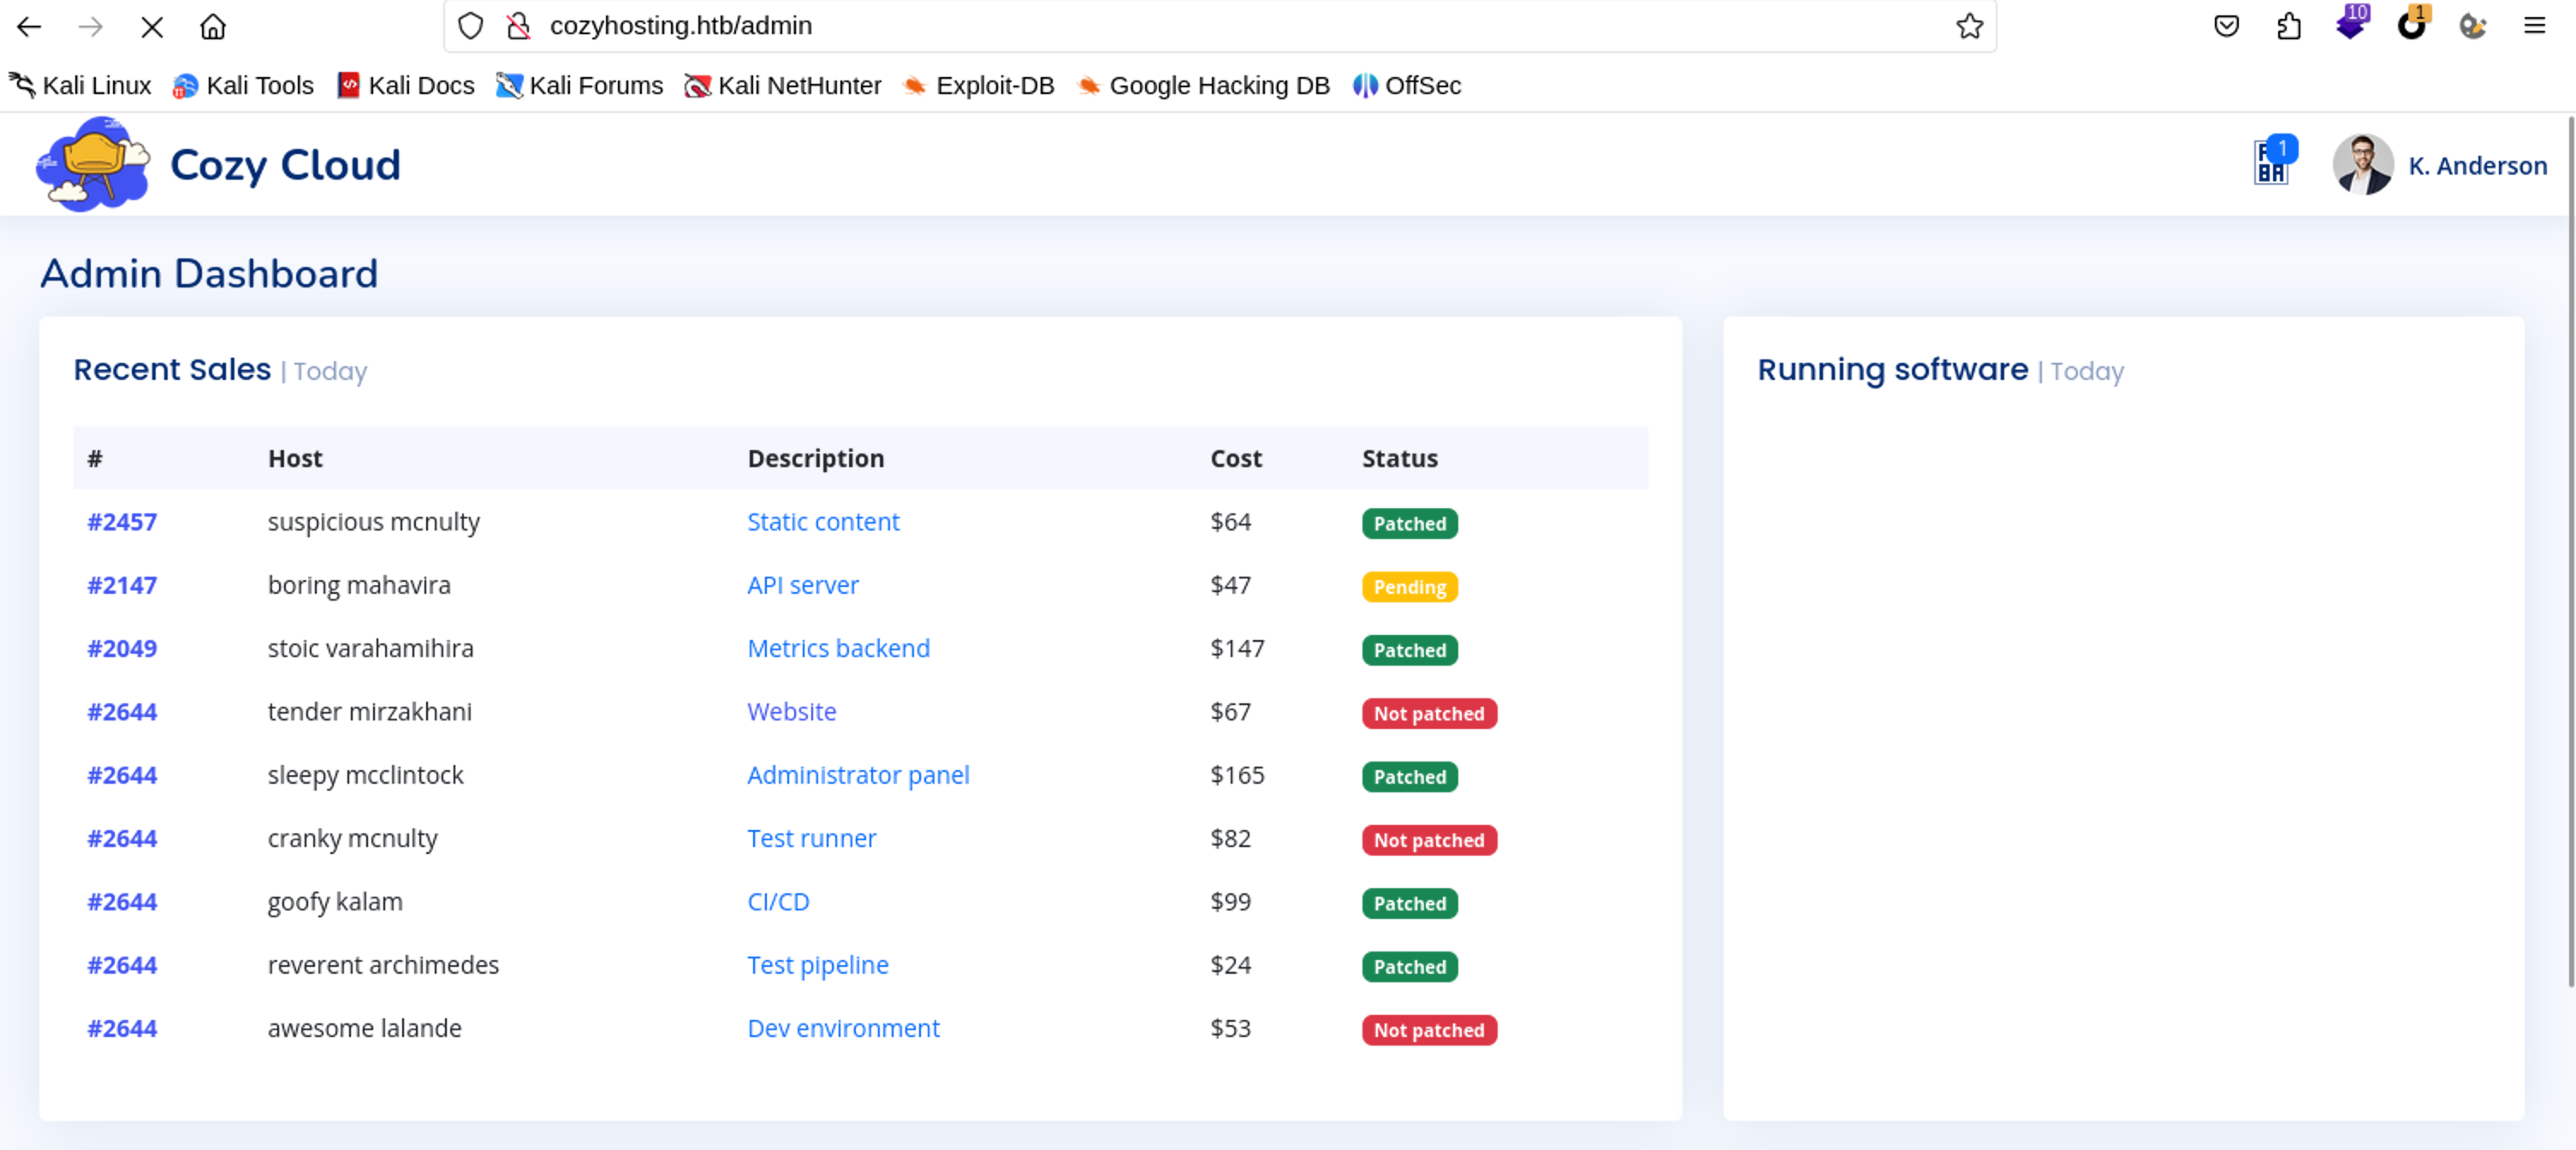 cozyhosting.htb/admin
10
1
Kali Linux
Kali Tools
Kali Docs
Kali Forums
Kali NetHunter
Exploit-DB
Google Hacking DB
OffSec
Cozy Cloud
1
K. Anderson
Admin Dashboard
Recent Sales | Today
# Host Description Cost Status
#2457 suspicious mcnulty Static content $64 Patched
#2147 boring mahavira API server $47 Pending
#2049 stoic varahamihira Metrics backend $147 Patched
#2644 tender mirzakhani Website $67 Not patched
#2644 sleepy mcclintock Administrator panel $165 Patched
#2644 cranky mcnulty Test runner $82 Not patched
#2644 goofy kalam CI/CD $99 Patched
#2644 reverent archimedes Test pipeline $24 Patched
#2644 awesome lalande Dev environment $53 Not patched
Running software | Today